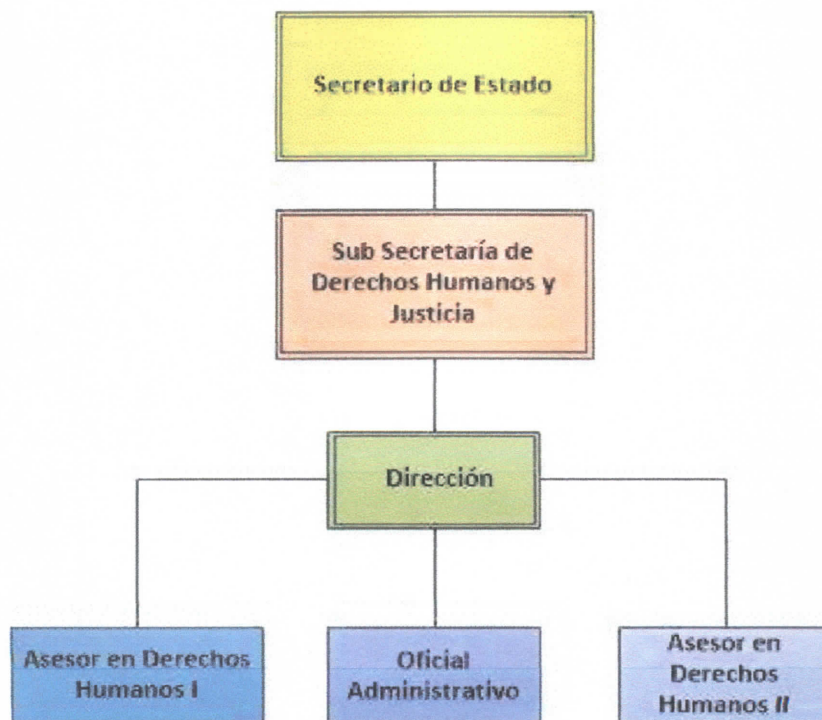 Secretario de Estado
Sub Secretaría de
Derechos Humanos y
Justicia
Dirección
Asesor en Derechos
Humanos I
Oficial
Administrativo
Asesor en
Derechos
Humanos II